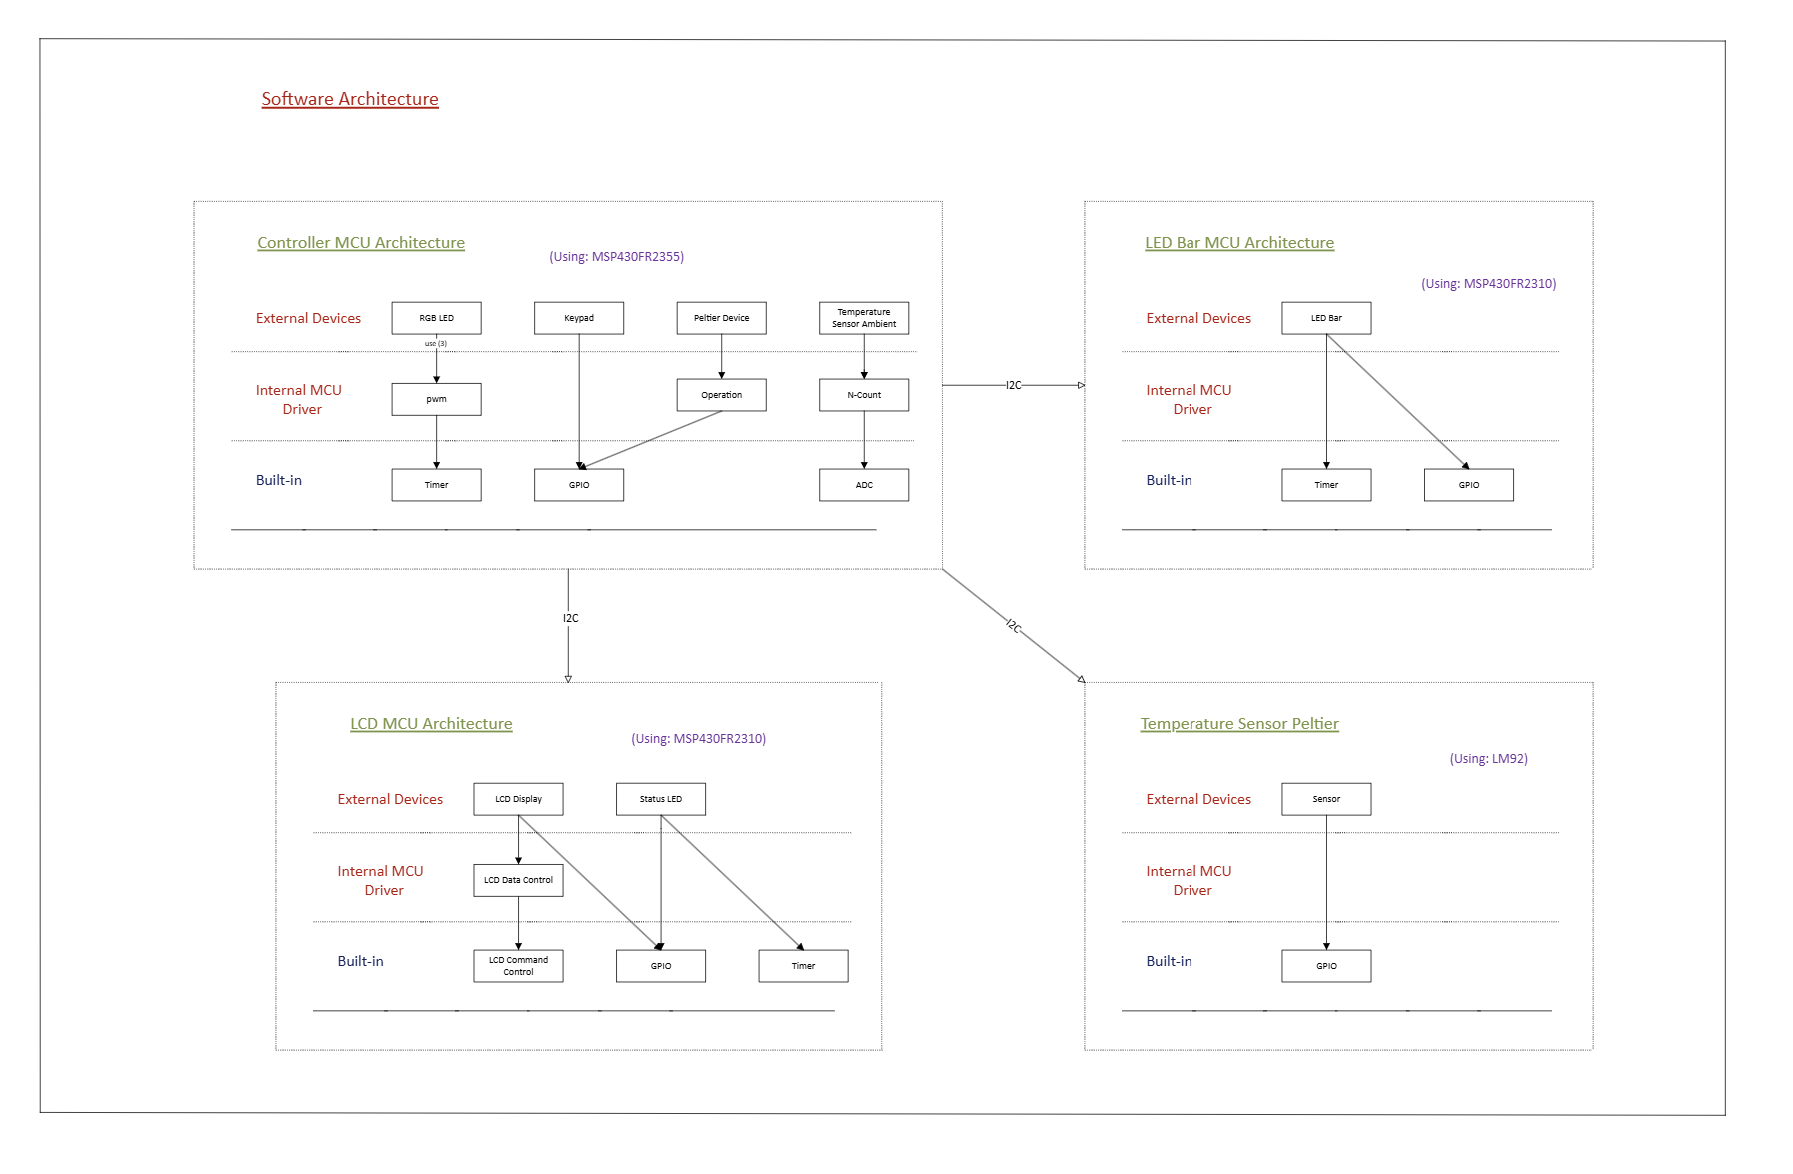 Software Architecture
Controller MCU Architecture
(Using: MSP430FR2355)
External Devices
RGB LED
Keypad
Peltier Device
Temperature
Sensor Ambient
use (3)
Internal MCU
Driver
pwm
Operation
N-Count
Built-in
Timer
GPIO
ADC
I2C
LED Bar MCU Architecture
(Using: MSP430FR2310)
External Devices
LED Bar
Internal MCU
Driver
Built-in
Timer
GPIO
I2C
I2C
LCD MCU Architecture
(Using: MSP430FR2310)
External Devices
LCD Display
Status LED
Internal MCU
Driver
LCD Data Control
Built-in
LCD Command
Control
GPIO
Timer
Temperature Sensor Peltier
(Using: LM92)
External Devices
Sensor
Internal MCU
Driver
Built-in
GPIO